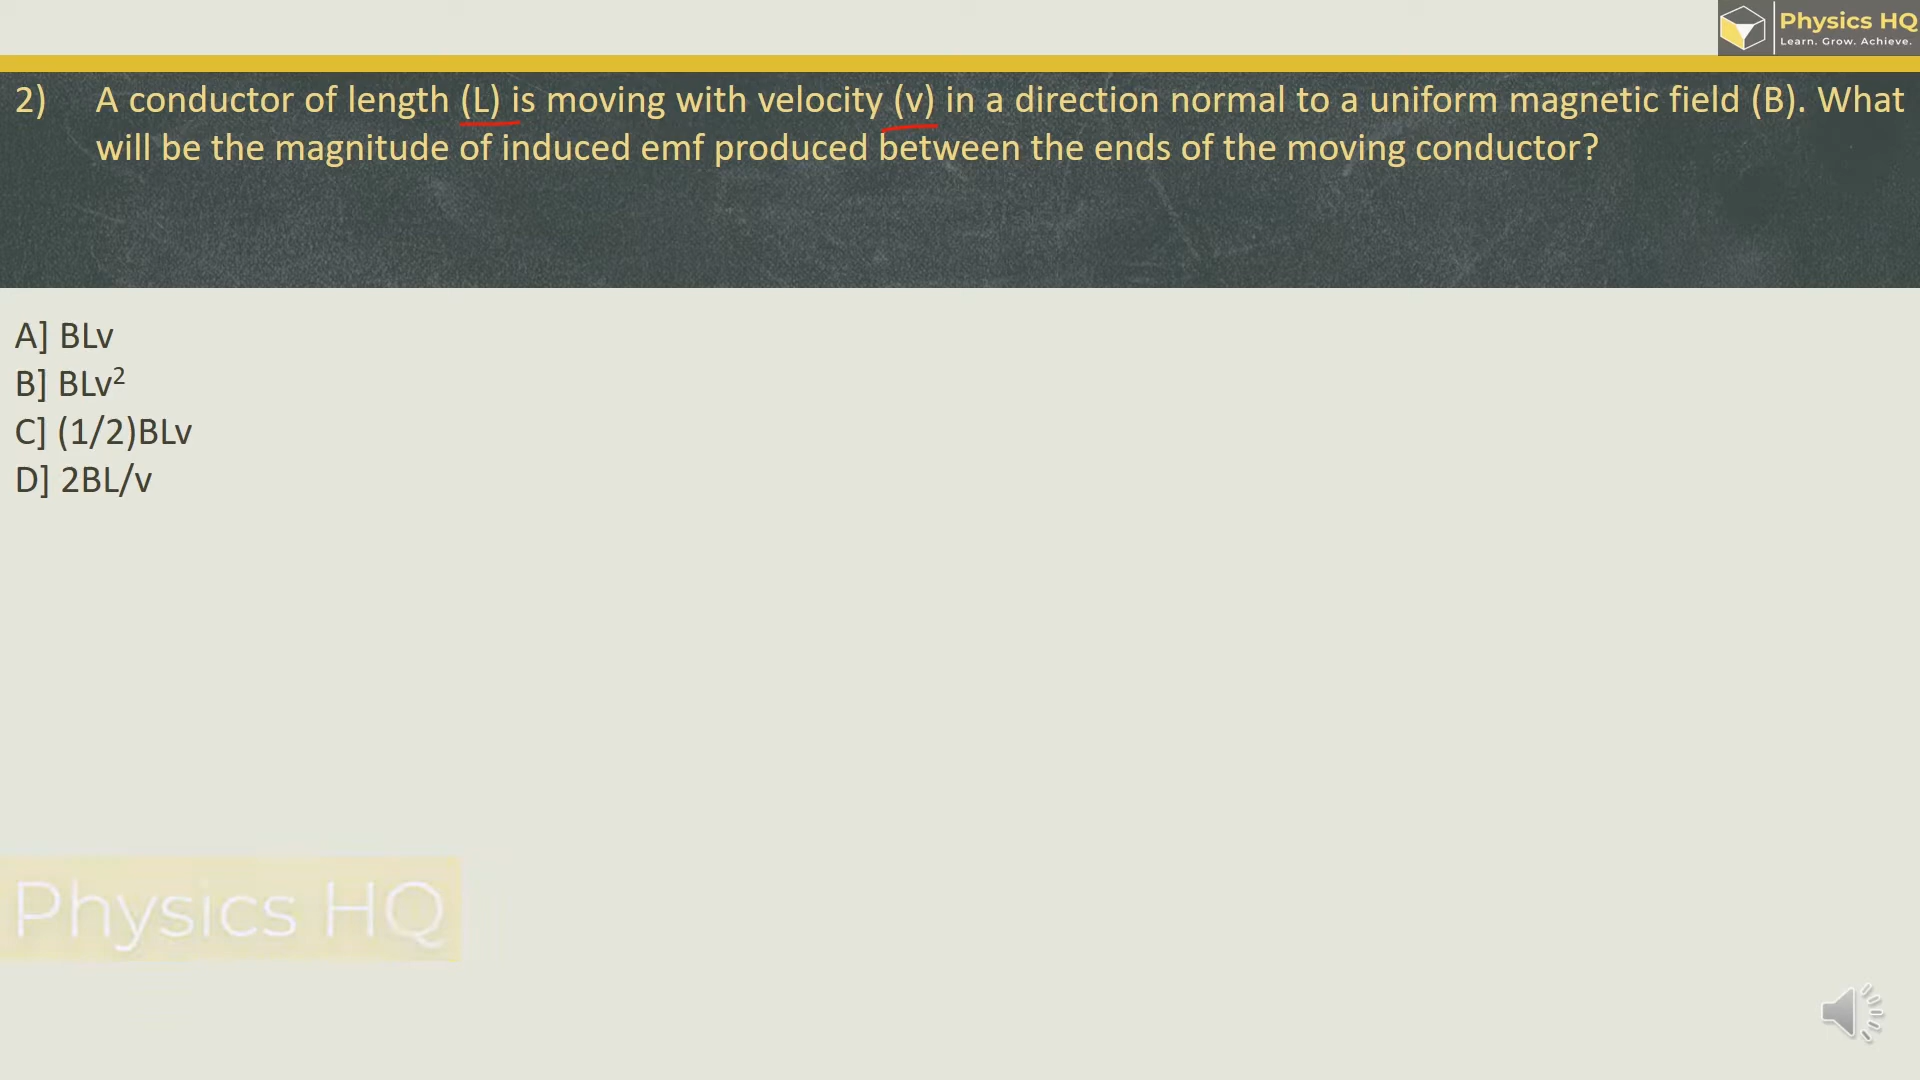 Physics HQ
Learn. Grow. Achieve.
2) A conductor of length (L) is moving with velocity (v) in a direction normal to a uniform magnetic field (B). What
will be the magnitude of induced emf produced between the ends of the moving conductor?
A] BLv
B] BLv²
C] (1/2)BLv
D] 2BL/v
Physics HQ